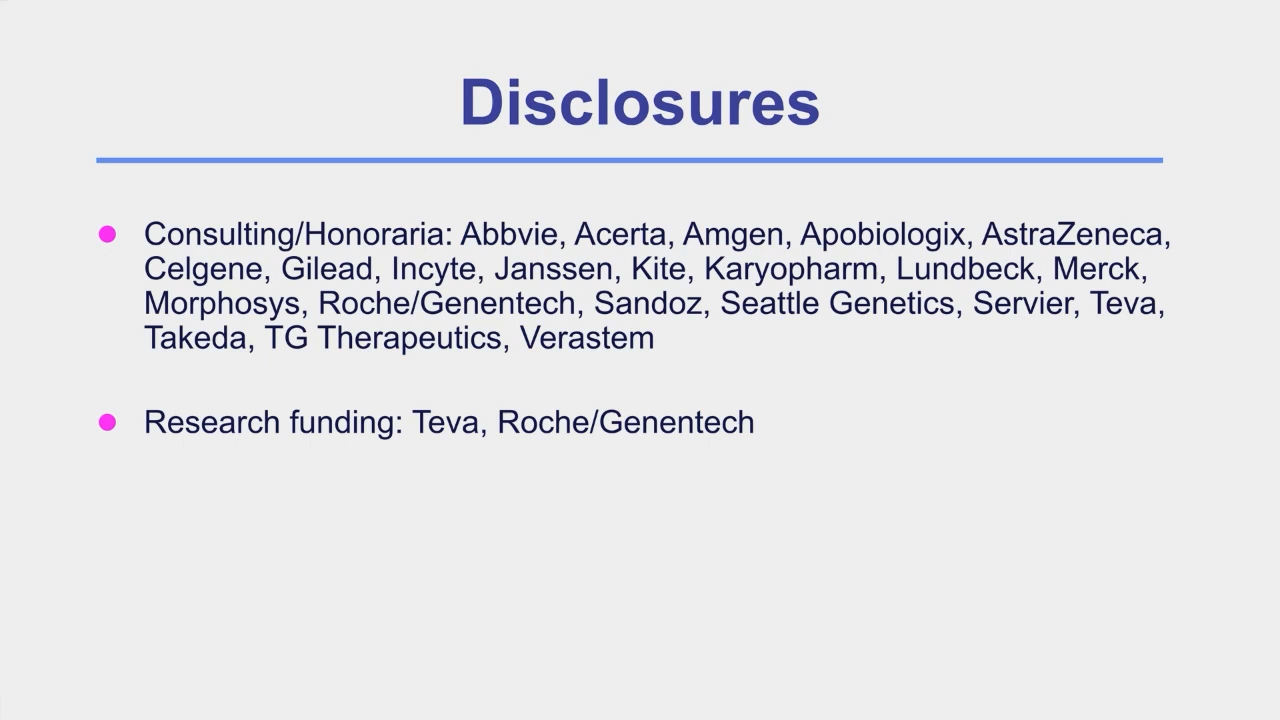 Disclosures
Consulting/Honoraria: Abbvie, Acerta, Amgen, Apobiologix, AstraZeneca,
Celgene, Gilead, Incyte, Janssen, Kite, Karyopharm, Lundbeck, Merck,
Morphosys, Roche/Genentech, Sandoz, Seattle Genetics, Servier, Teva,
Takeda, TG Therapeutics, Verastem
Research funding: Teva, Roche/Genentech